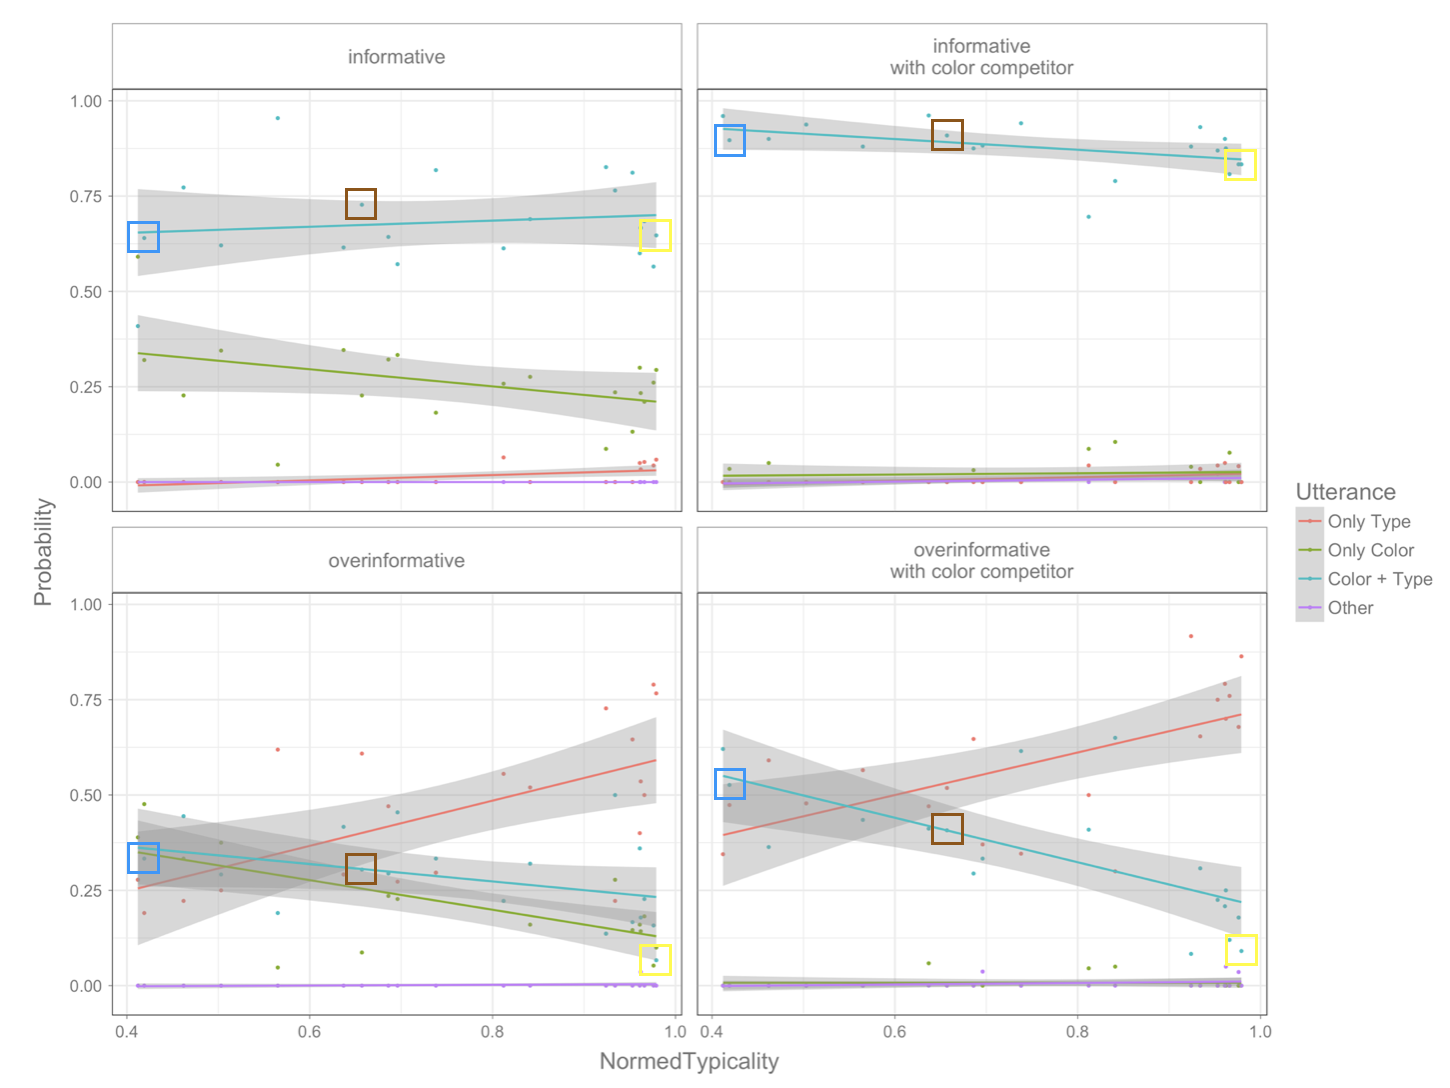 informative
informative
with color competitor
1.00
0.75
0.50
0.25
0.00
overinformative
overinformative
with color competitor
1.00
0.75
0.50
0.25
0.00
0.4
0.6
0.8
1.0
0.4
0.6
0.8
1.0
NormedTypicality
Probability
Utterance
Only Type
Only Color
Color + Type
Other